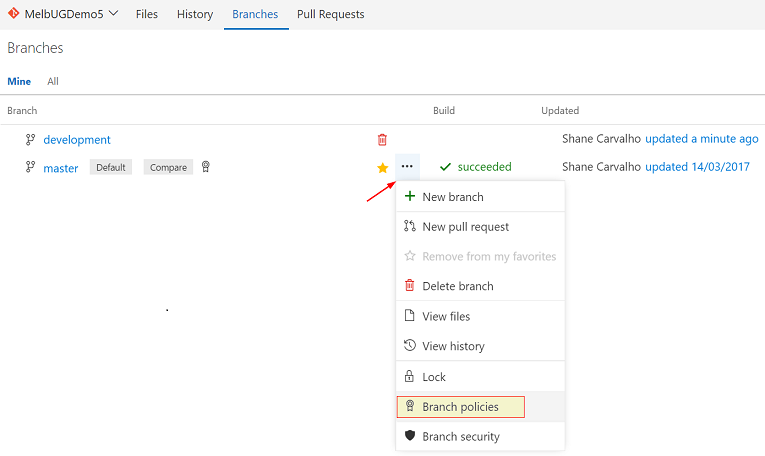 MelbUGDemo5 Files History Branches Pull Requests
Branches
Mine All
Branch Build Updated
development Shane Carvalho updated a minute ago
master Default Compare ... succeeded Shane Carvalho updated 14/03/2017
New branch
New pull request
Remove from my favorites
Delete branch
View files
View history
Lock
Branch policies
Branch security